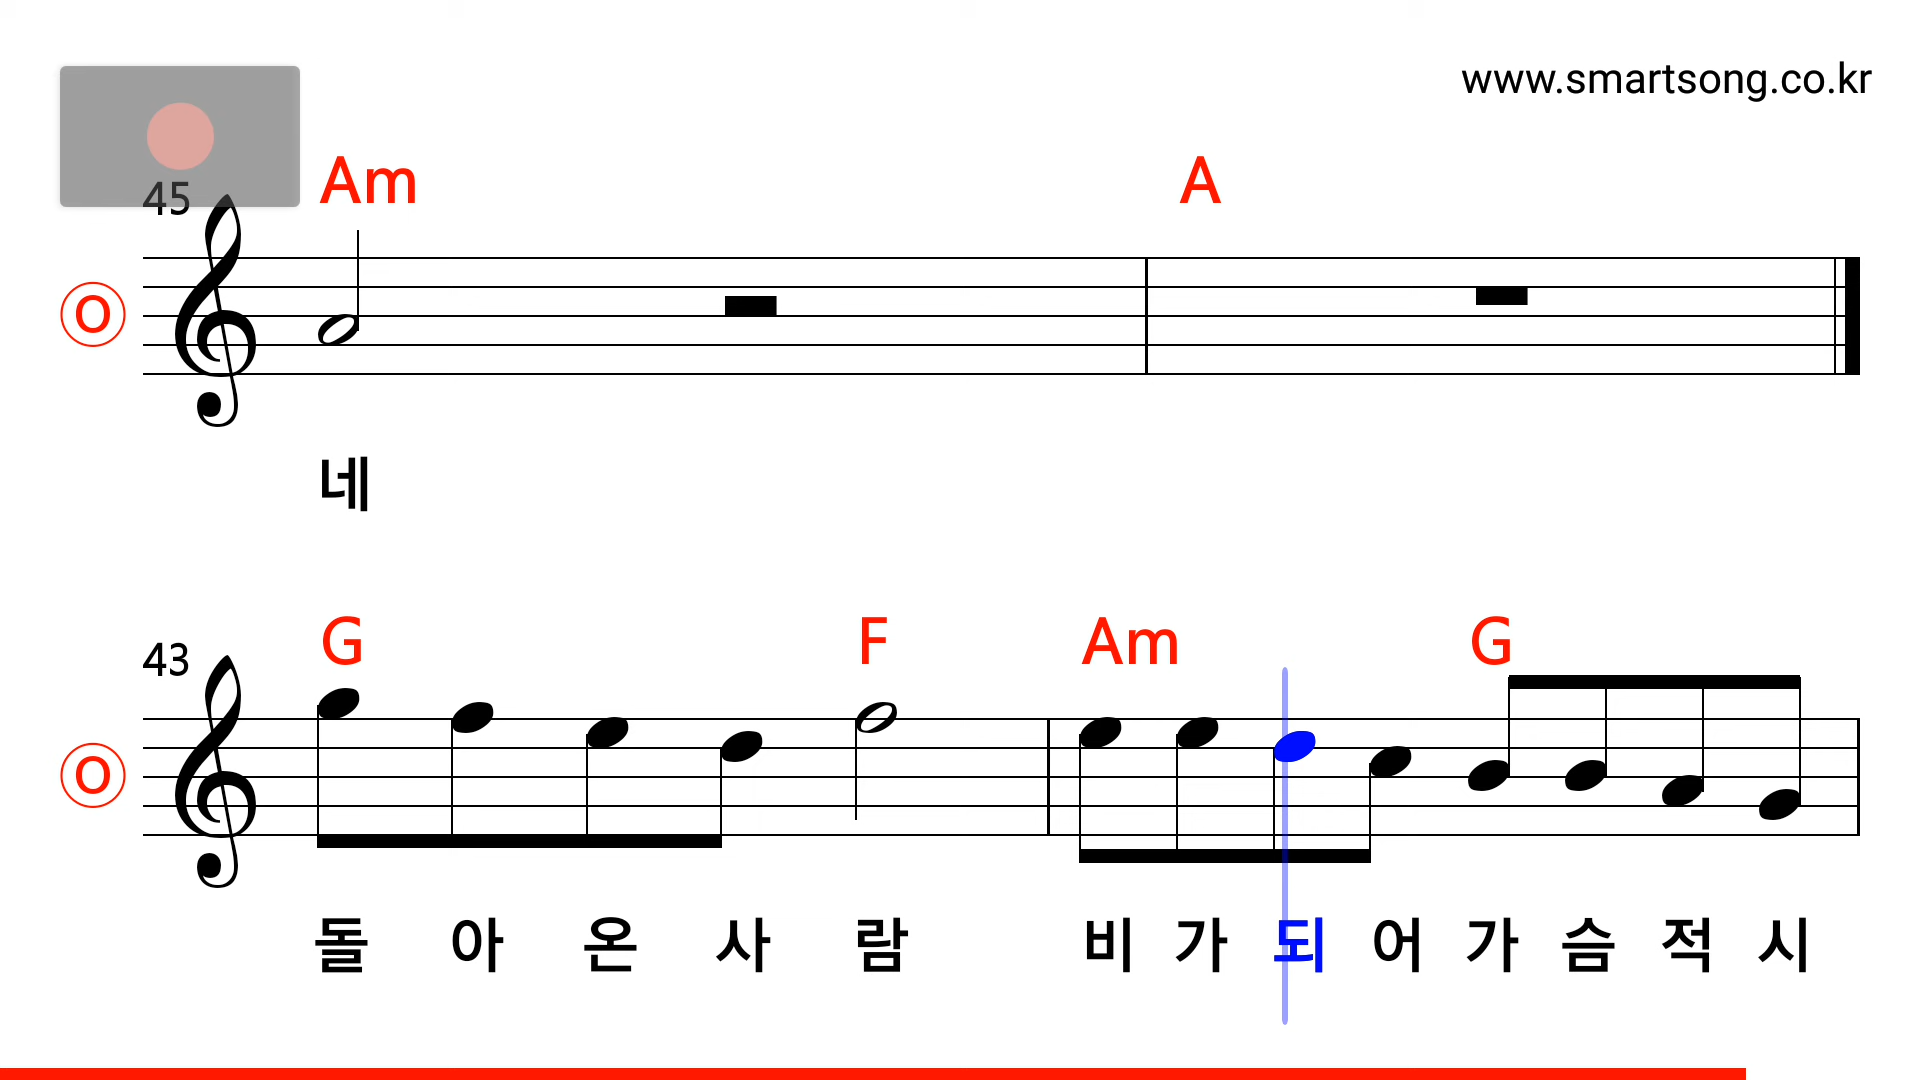 www.smartsong.co.kr
45 Am A
O
네
43 G F Am G
O
돌 아 온 사 람 비 가 되 어 가 슴 적 시